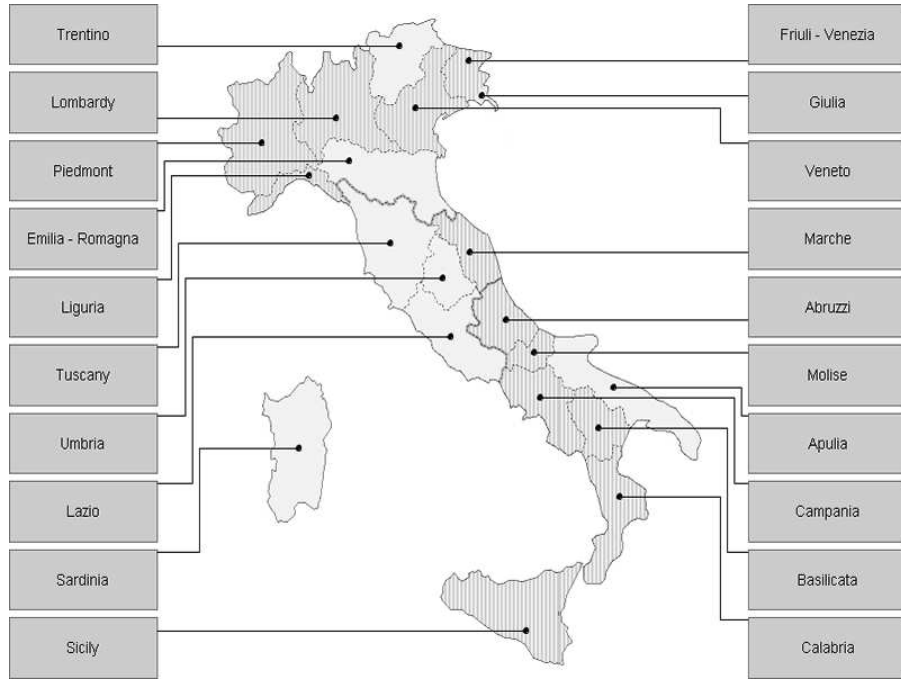 Trentino
Lombardy
Piedmont
Emilia - Romagna
Liguria
Tuscany
Umbria
Lazio
Sardinia
Sicily
Friuli - Venezia
Giulia
Veneto
Marche
Abruzzi
Molise
Apulia
Campania
Basilicata
Calabria